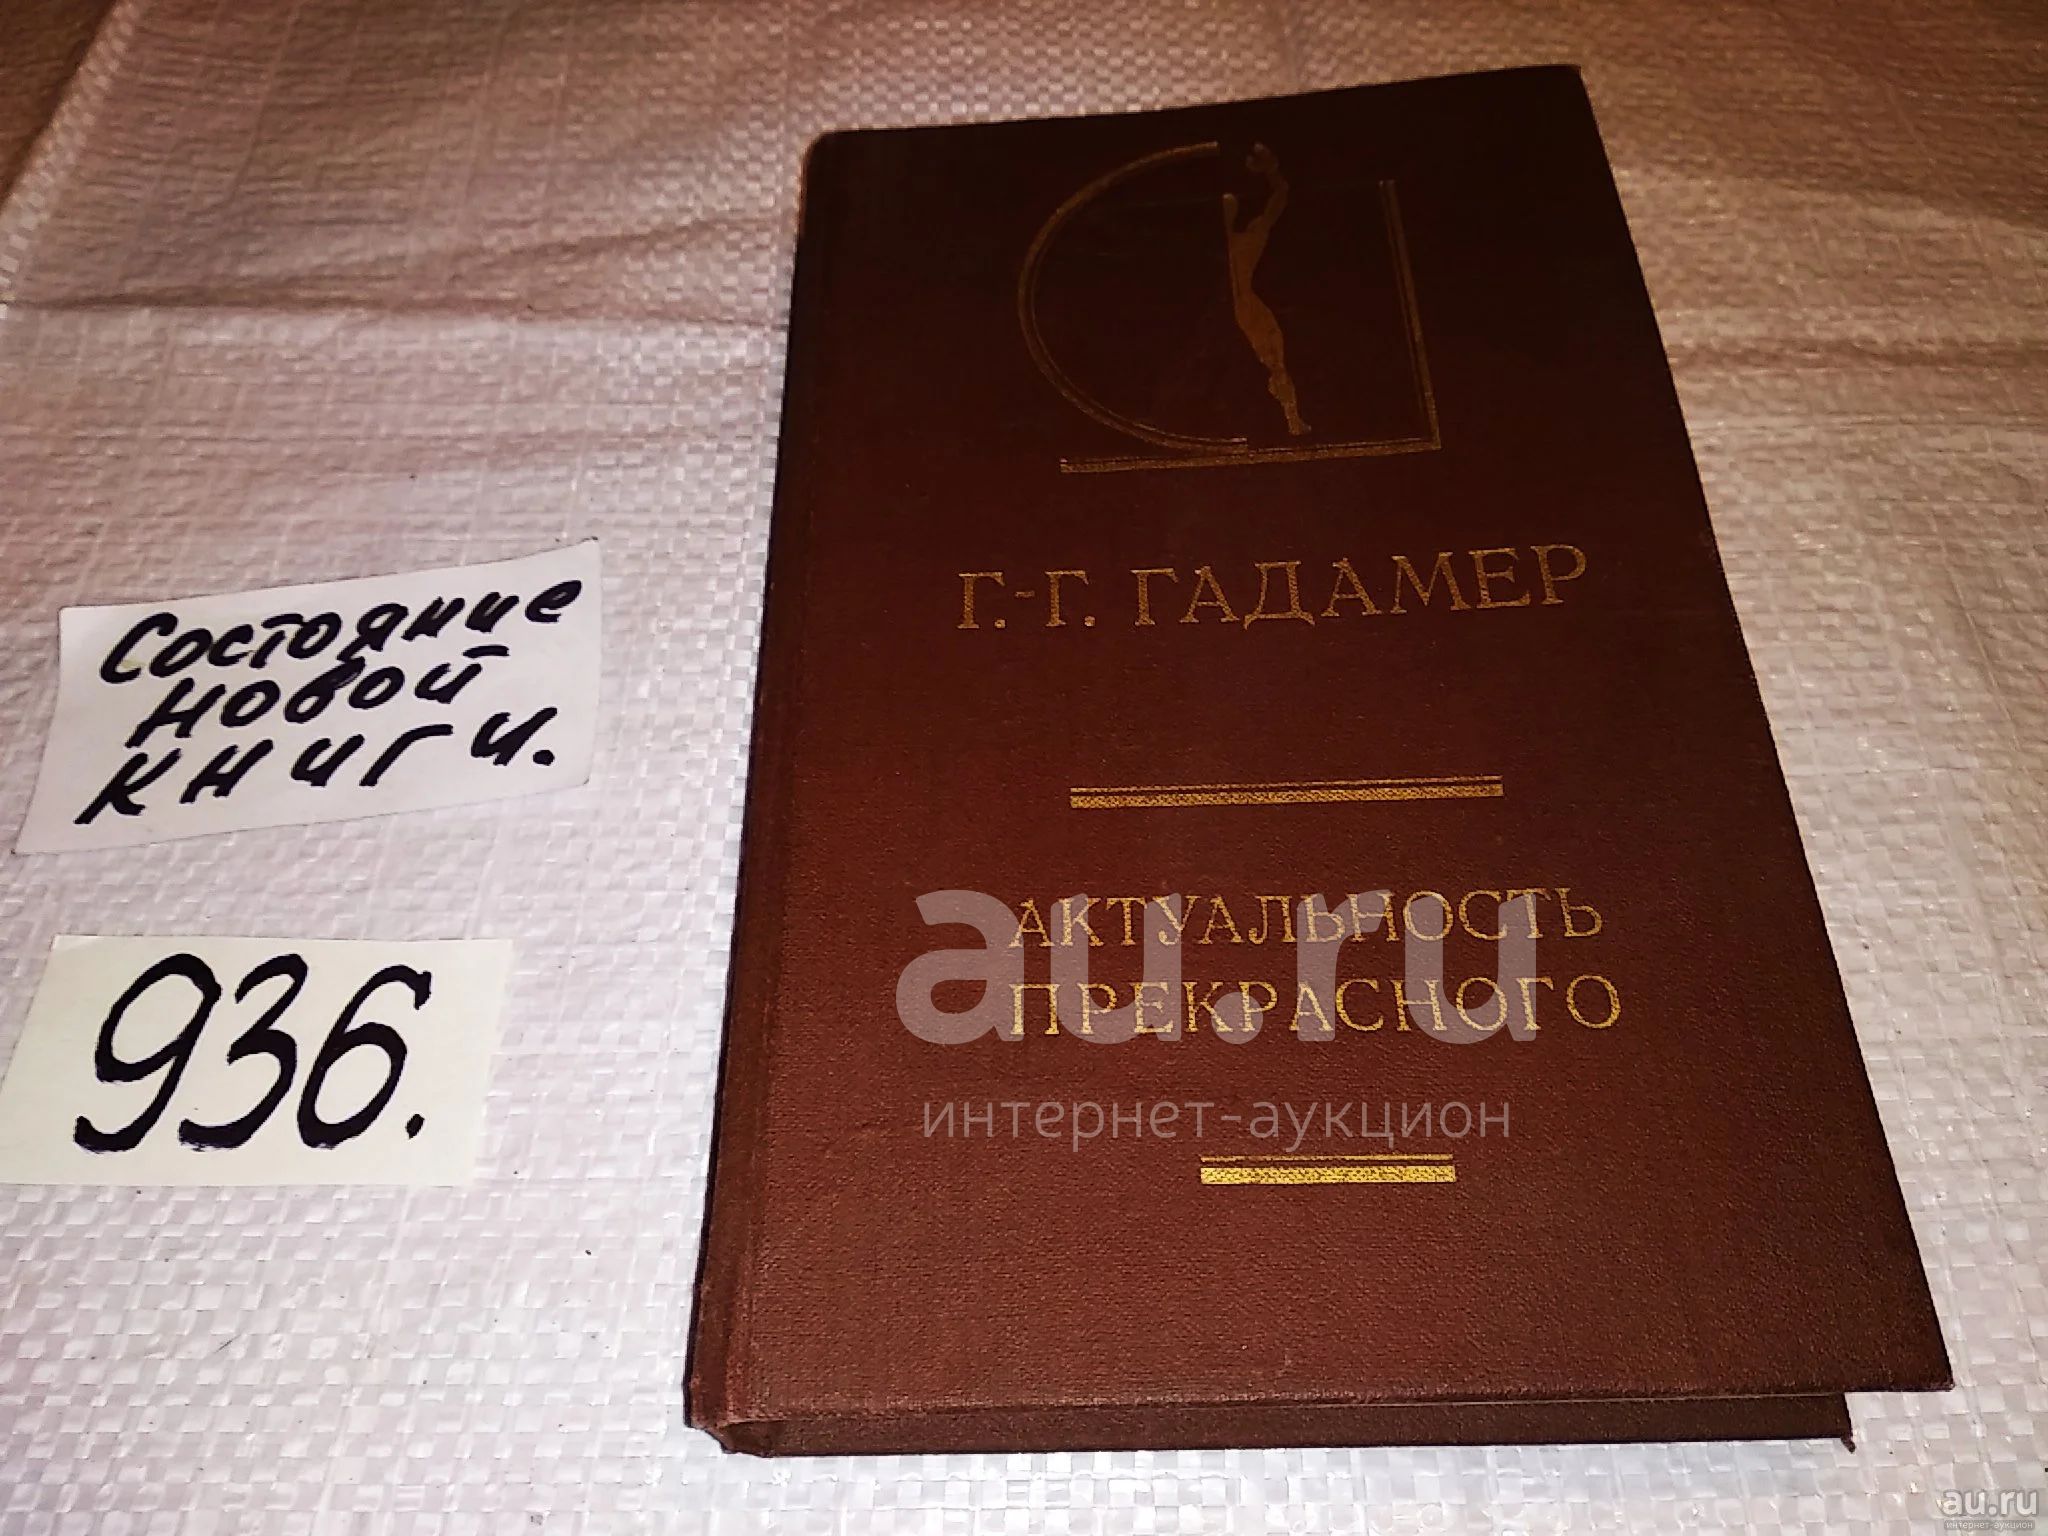 Состояние
новой
книги.
936.
Г.-Г. ГАДАМЕР
АКТУАЛЬНОСТЬ
ПРЕКРАСНОГО
au.ru
интернет-аукцион
au.ru
интернет-аукцион